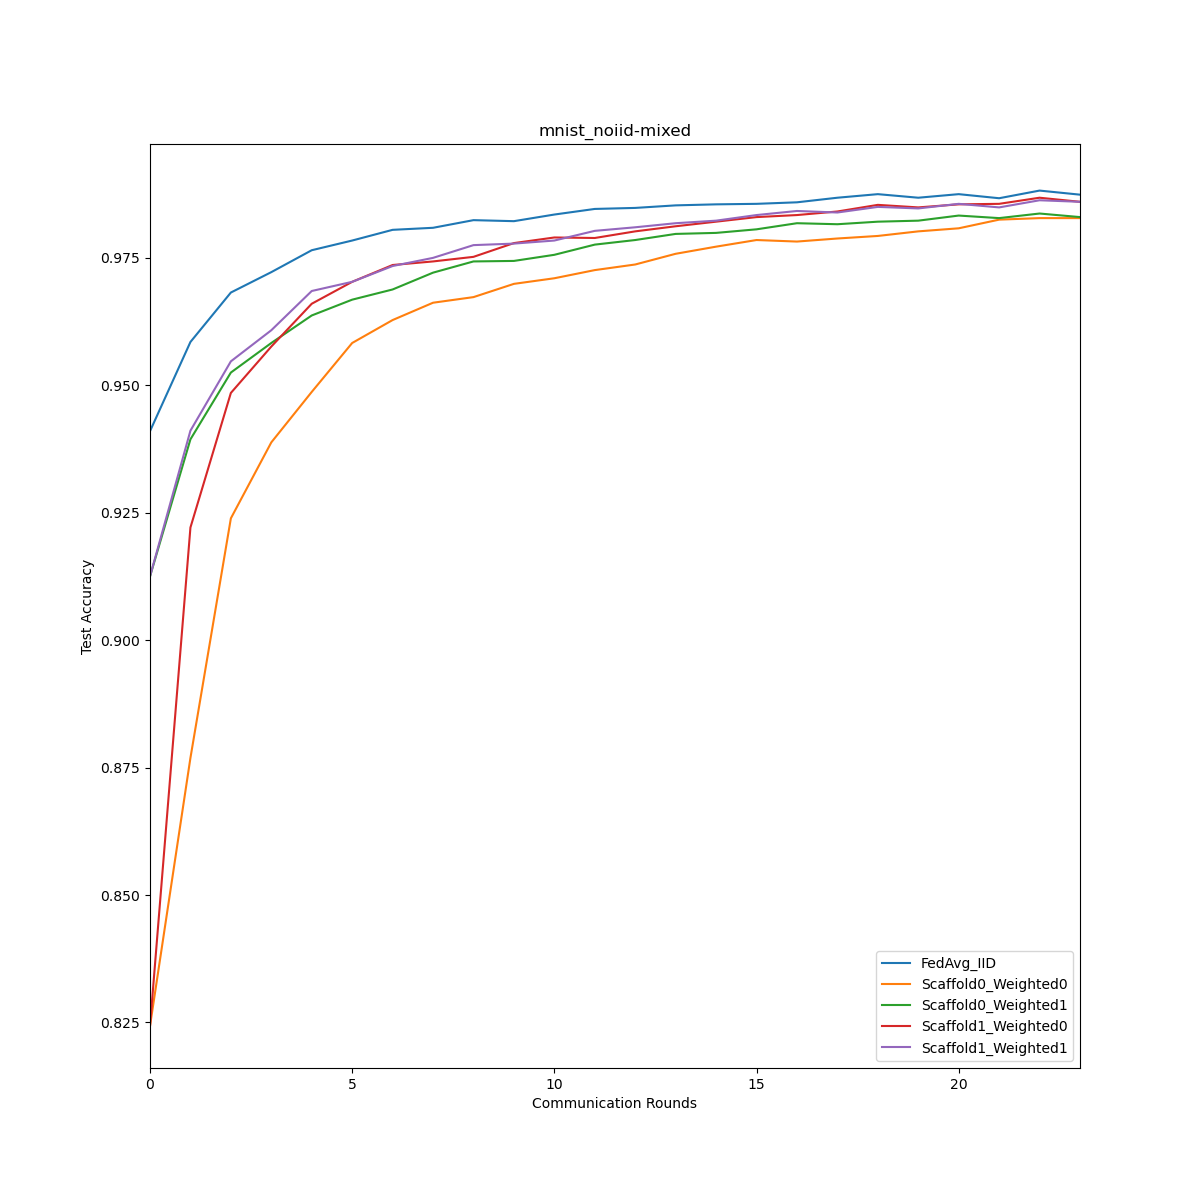 mnist_noiid-mixed
Test Accuracy
0.975
0.950
0.925
0.900
0.875
0.850
0.825
FedAvg_IID
Scaffold0_Weighted0
Scaffold0_Weighted1
Scaffold1_Weighted0
Scaffold1_Weighted1
0 5 10 15 20
Communication Rounds